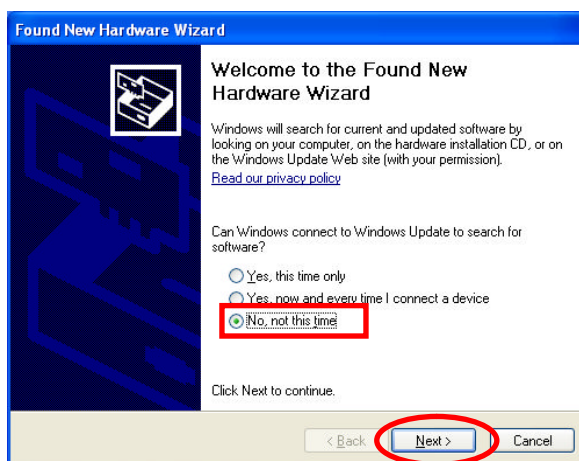 Found New Hardware Wizard
Welcome to the Found New
Hardware Wizard
Windows will search for current and updated software by
looking on your computer, on the hardware installation CD, or on
the Windows Update Web site (with your permission).
Read our privacy policy
Can Windows connect to Windows Update to search for
software?
Yes, this time only
Yes, now and every time I connect a device
No, not this time
Click Next to continue.
< Back Next > Cancel